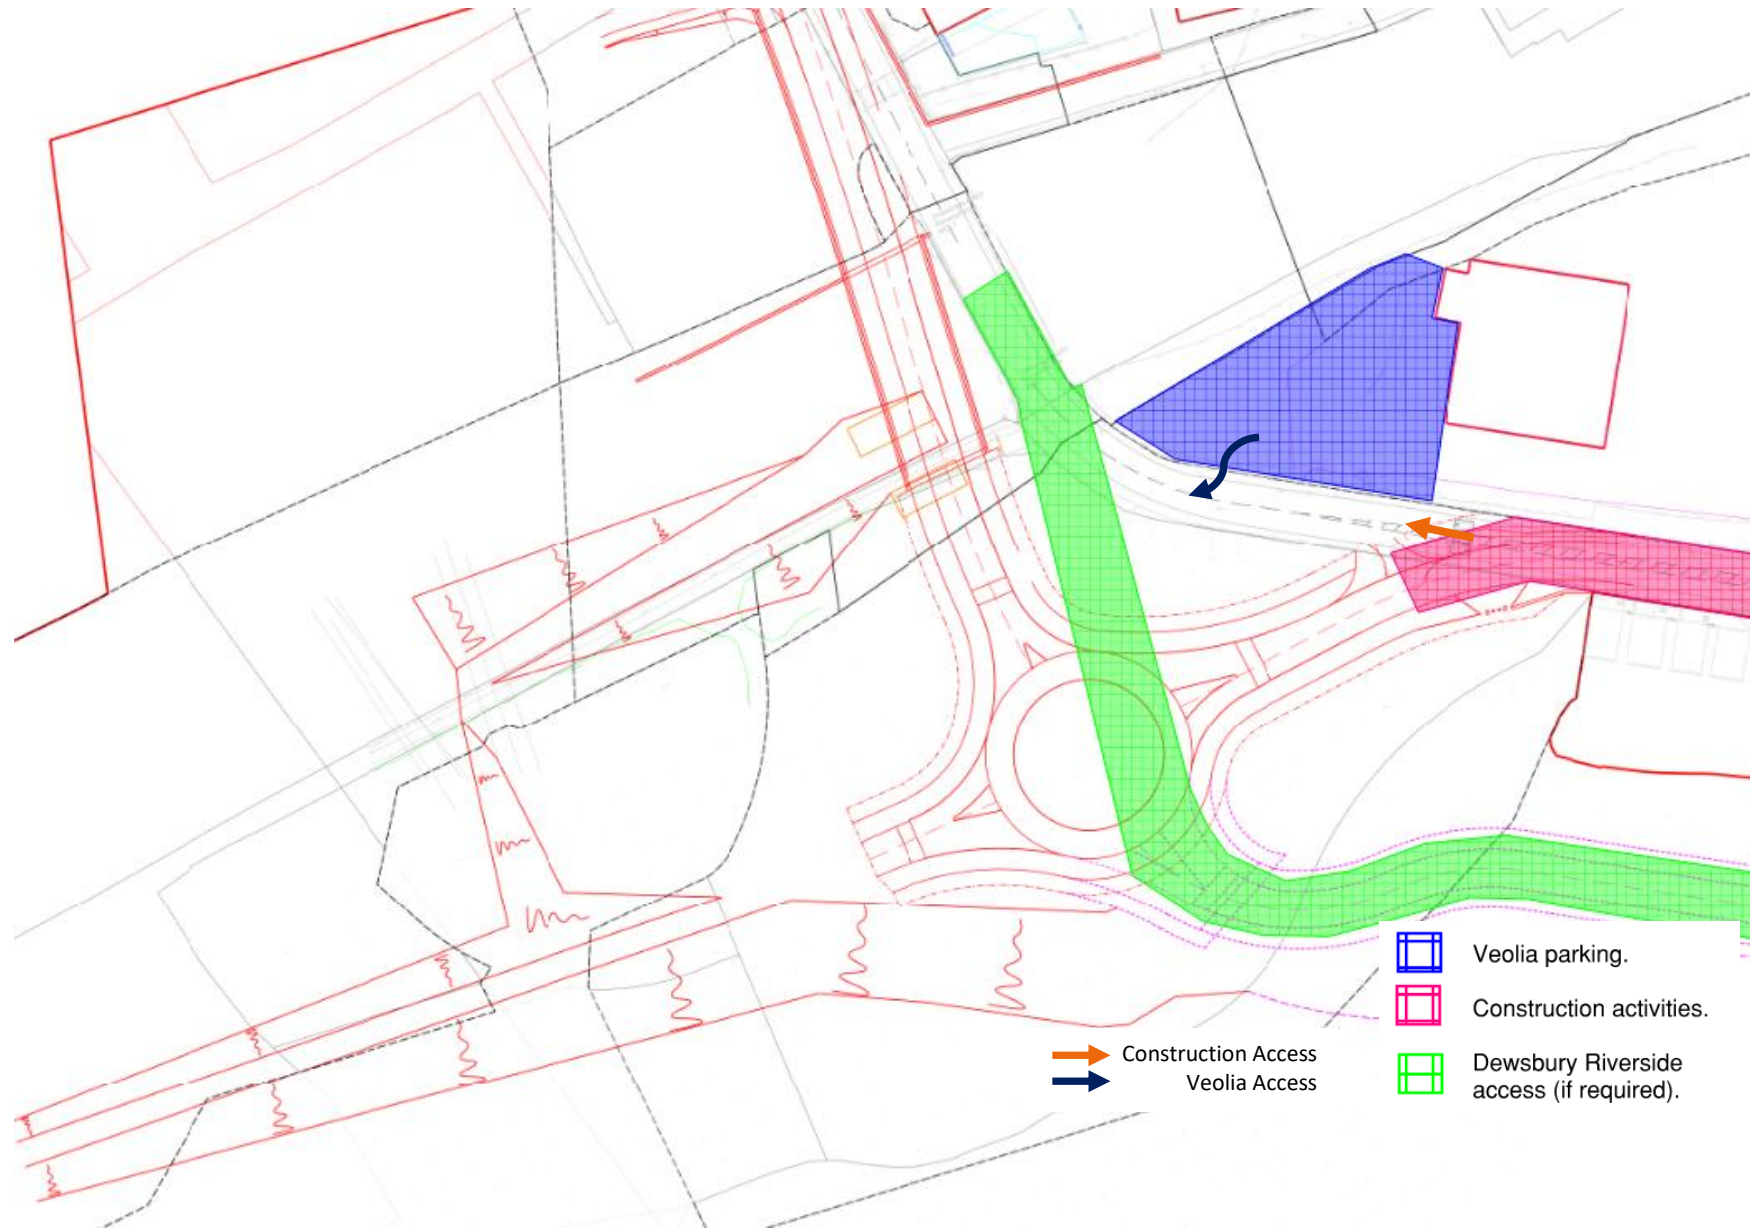 Veolia parking.
Construction activities.
Construction Access
Veolia Access
Dewsbury Riverside
access (if required).